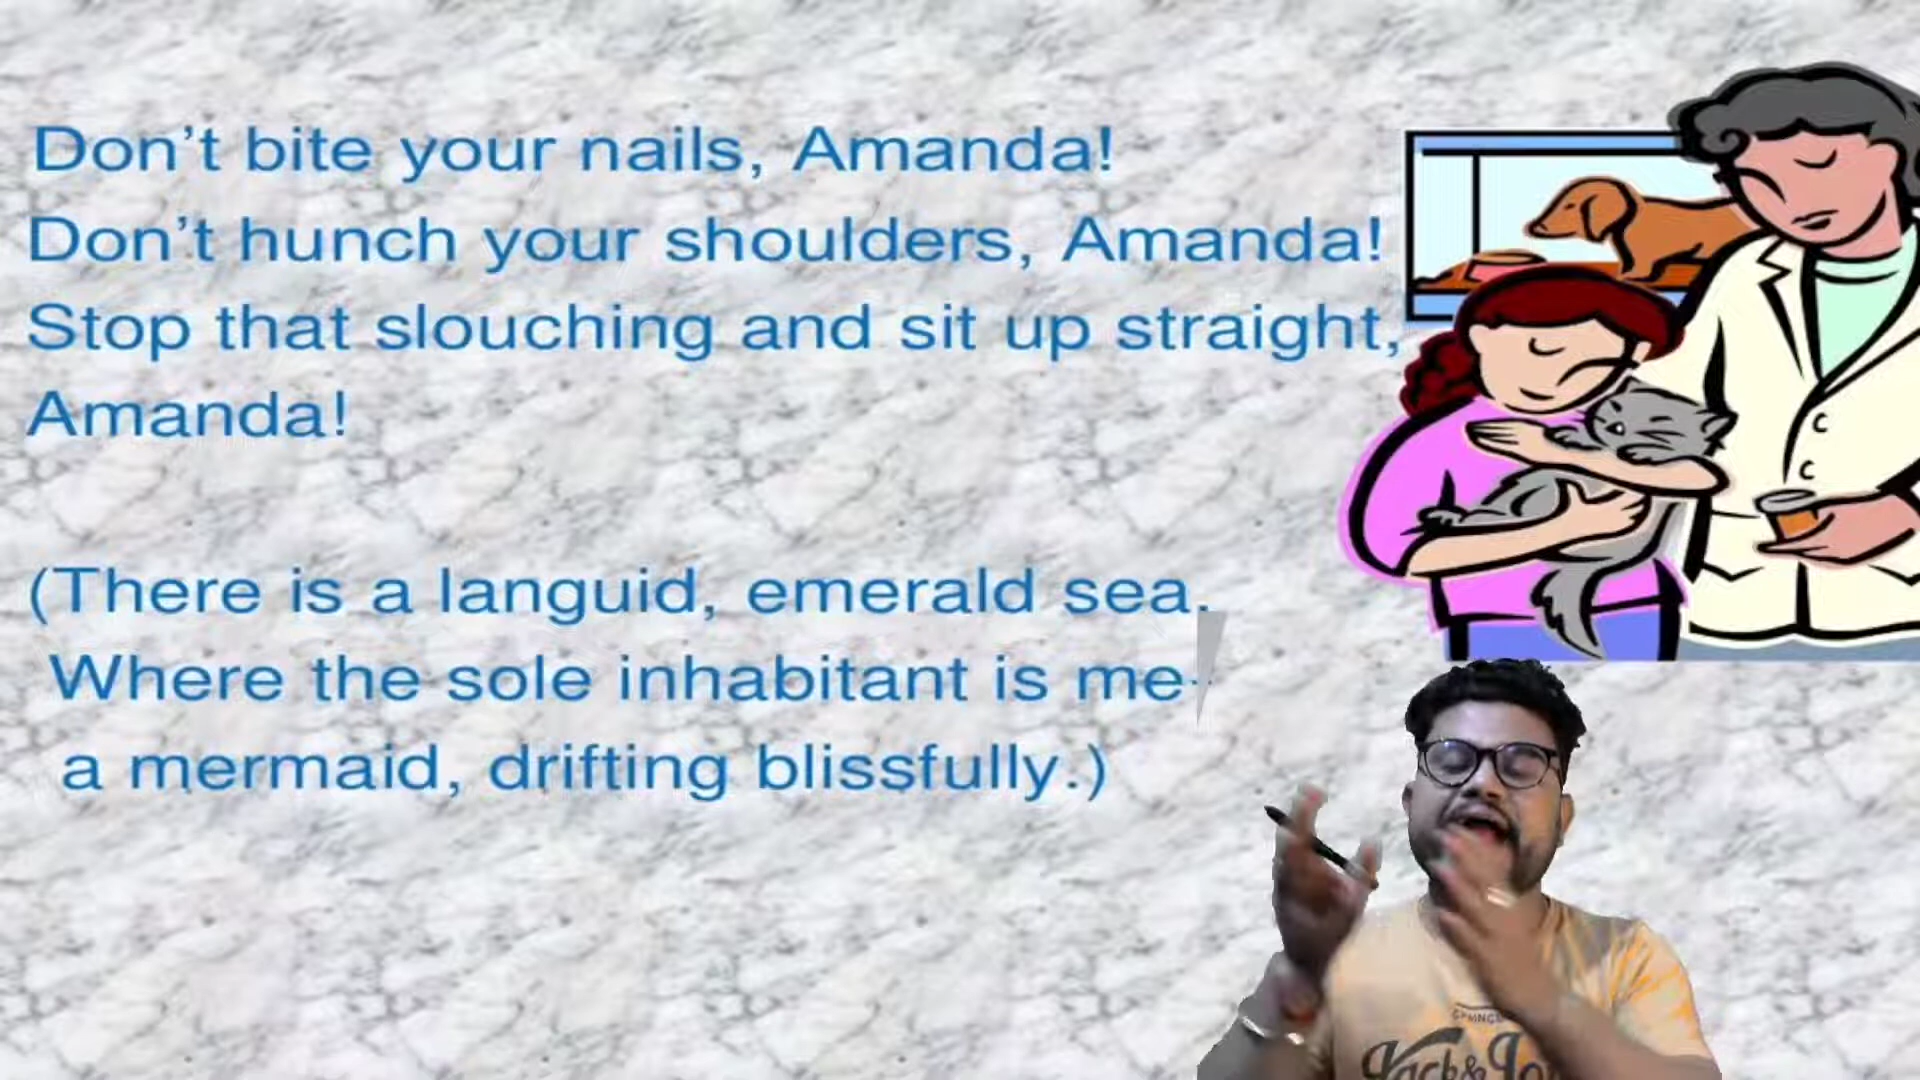 Don't bite your nails, Amanda!
Don't hunch your shoulders, Amanda!
Stop that slouching and sit up straight,
Amanda!
(There is a languid, emerald sea.
Where the sole inhabitant is me-
a mermaid, drifting blissfully.)